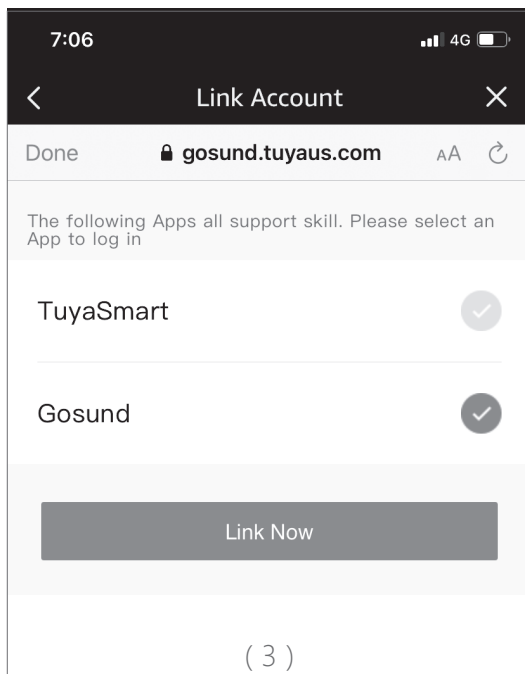 7:06 4G
Link Account
Done gosund.tuyaus.com AA
The following Apps all support skill. Please select an
App to log in
TuyaSmart
Gosund
Link Now
( 3 )